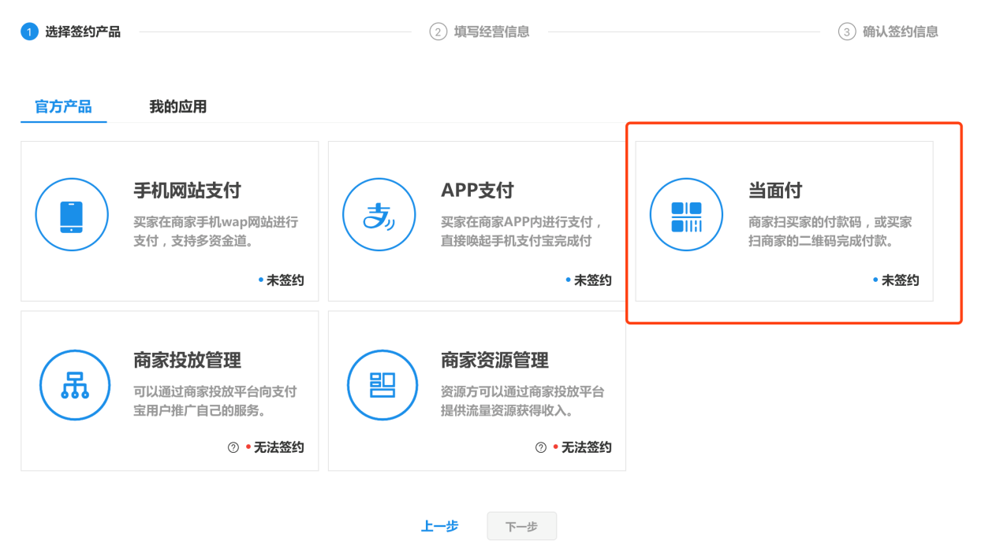 1 选择签约产品
2 填写经营信息
3 确认签约信息
官方产品
我的应用
手机网站支付
买家在商家手机wap网站进行
支付，支持多资金道。
未签约
APP支付
买家在商家APP内进行支付，
直接唤起手机支付宝完成付
未签约
当面付
商家扫买家的付款码，或买家
扫商家的二维码完成付款。
未签约
商家投放管理
可以通过商家投放平台向支付
宝用户推广自己的服务。
? 无法签约
商家资源管理
资源方可以通过商家投放平台
提供流量资源获得收入。
? 无法签约
上一步
下一步